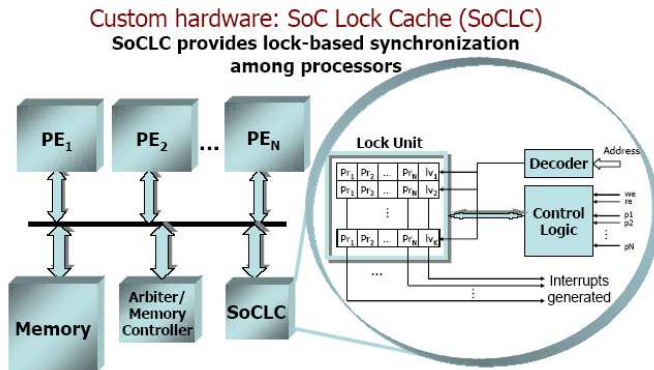 Custom hardware: SoC Lock Cache (SoCLC)
SoCLC provides lock-based synchronization
among processors
PE1
PE2
...
PEN
Memory
Arbiter/
Memory
Controller
SoCLC
Lock Unit
Pr1 Pr2 ... PrN lv1
Pr1 Pr2 ... PrN lv2
⋮
Pr1 Pr2 ... PrN lvK
...
Decoder
Address
Control
Logic
we
re
p1
p2
⋮
pN
Interrupts
⋮
generated